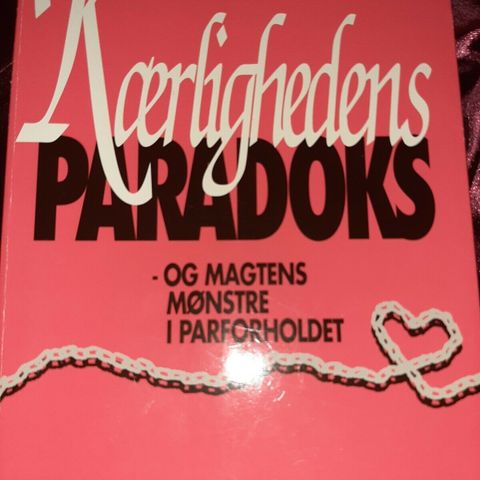 Kærlighedens
PARADOKS
- OG MAGTENS
MØNSTRE
I PARFORHOLDET